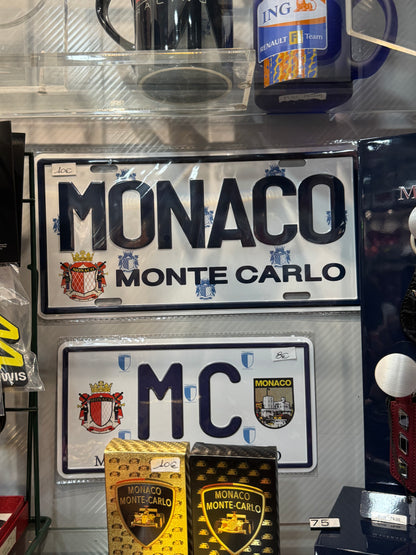 ING
RENAULT F1 Team
10€
MONACO
MONTE CARLO
8€
MC
MONACO
WIS
10€
MONACO
MONTE-CARLO
MONACO
MONTE-CARLO
75